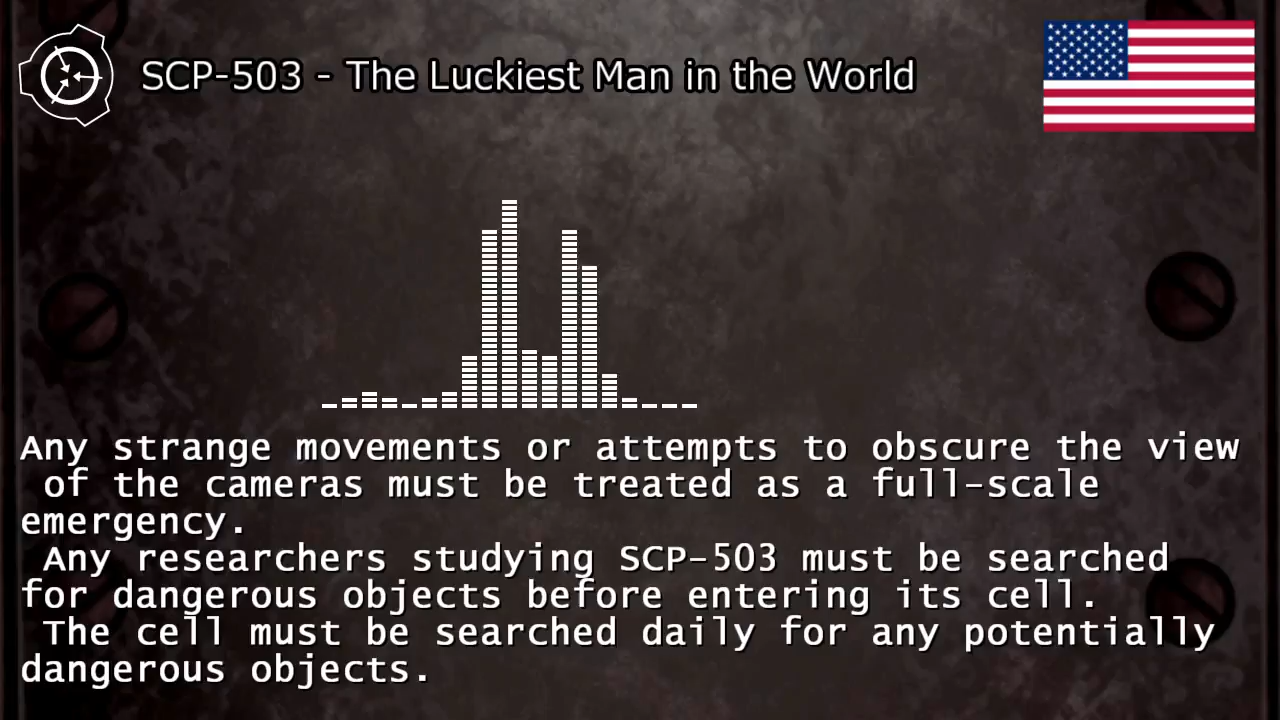 SCP-503 - The Luckiest Man in the World
Any strange movements or attempts to obscure the view
of the cameras must be treated as a full-scale
emergency.
Any researchers studying SCP-503 must be searched
for dangerous objects before entering its cell.
The cell must be searched daily for any potentially
dangerous objects.